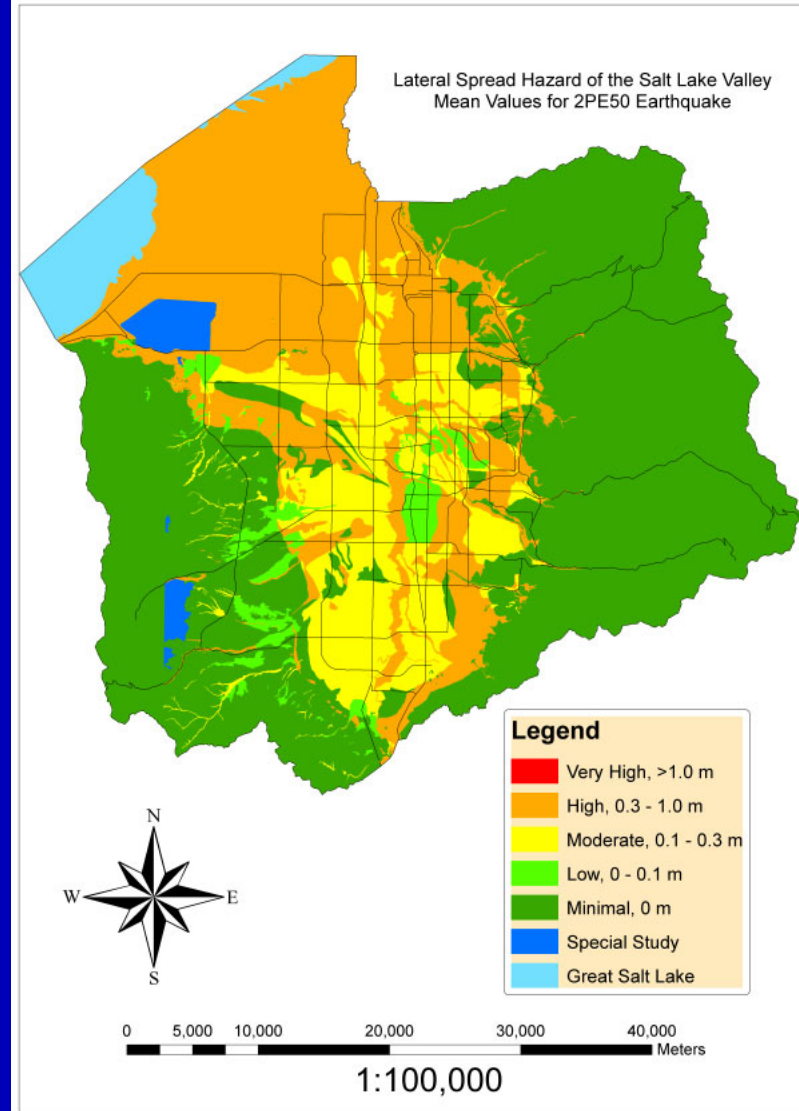 Lateral Spread Hazard of the Salt Lake Valley
Mean Values for 2PE50 Earthquake
Legend
Very High, >1.0 m
High, 0.3 - 1.0 m
Moderate, 0.1 - 0.3 m
Low, 0 - 0.1 m
Minimal, 0 m
Special Study
Great Salt Lake
N
W E
S
0 5,000 10,000 20,000 30,000 40,000
Meters
1:100,000